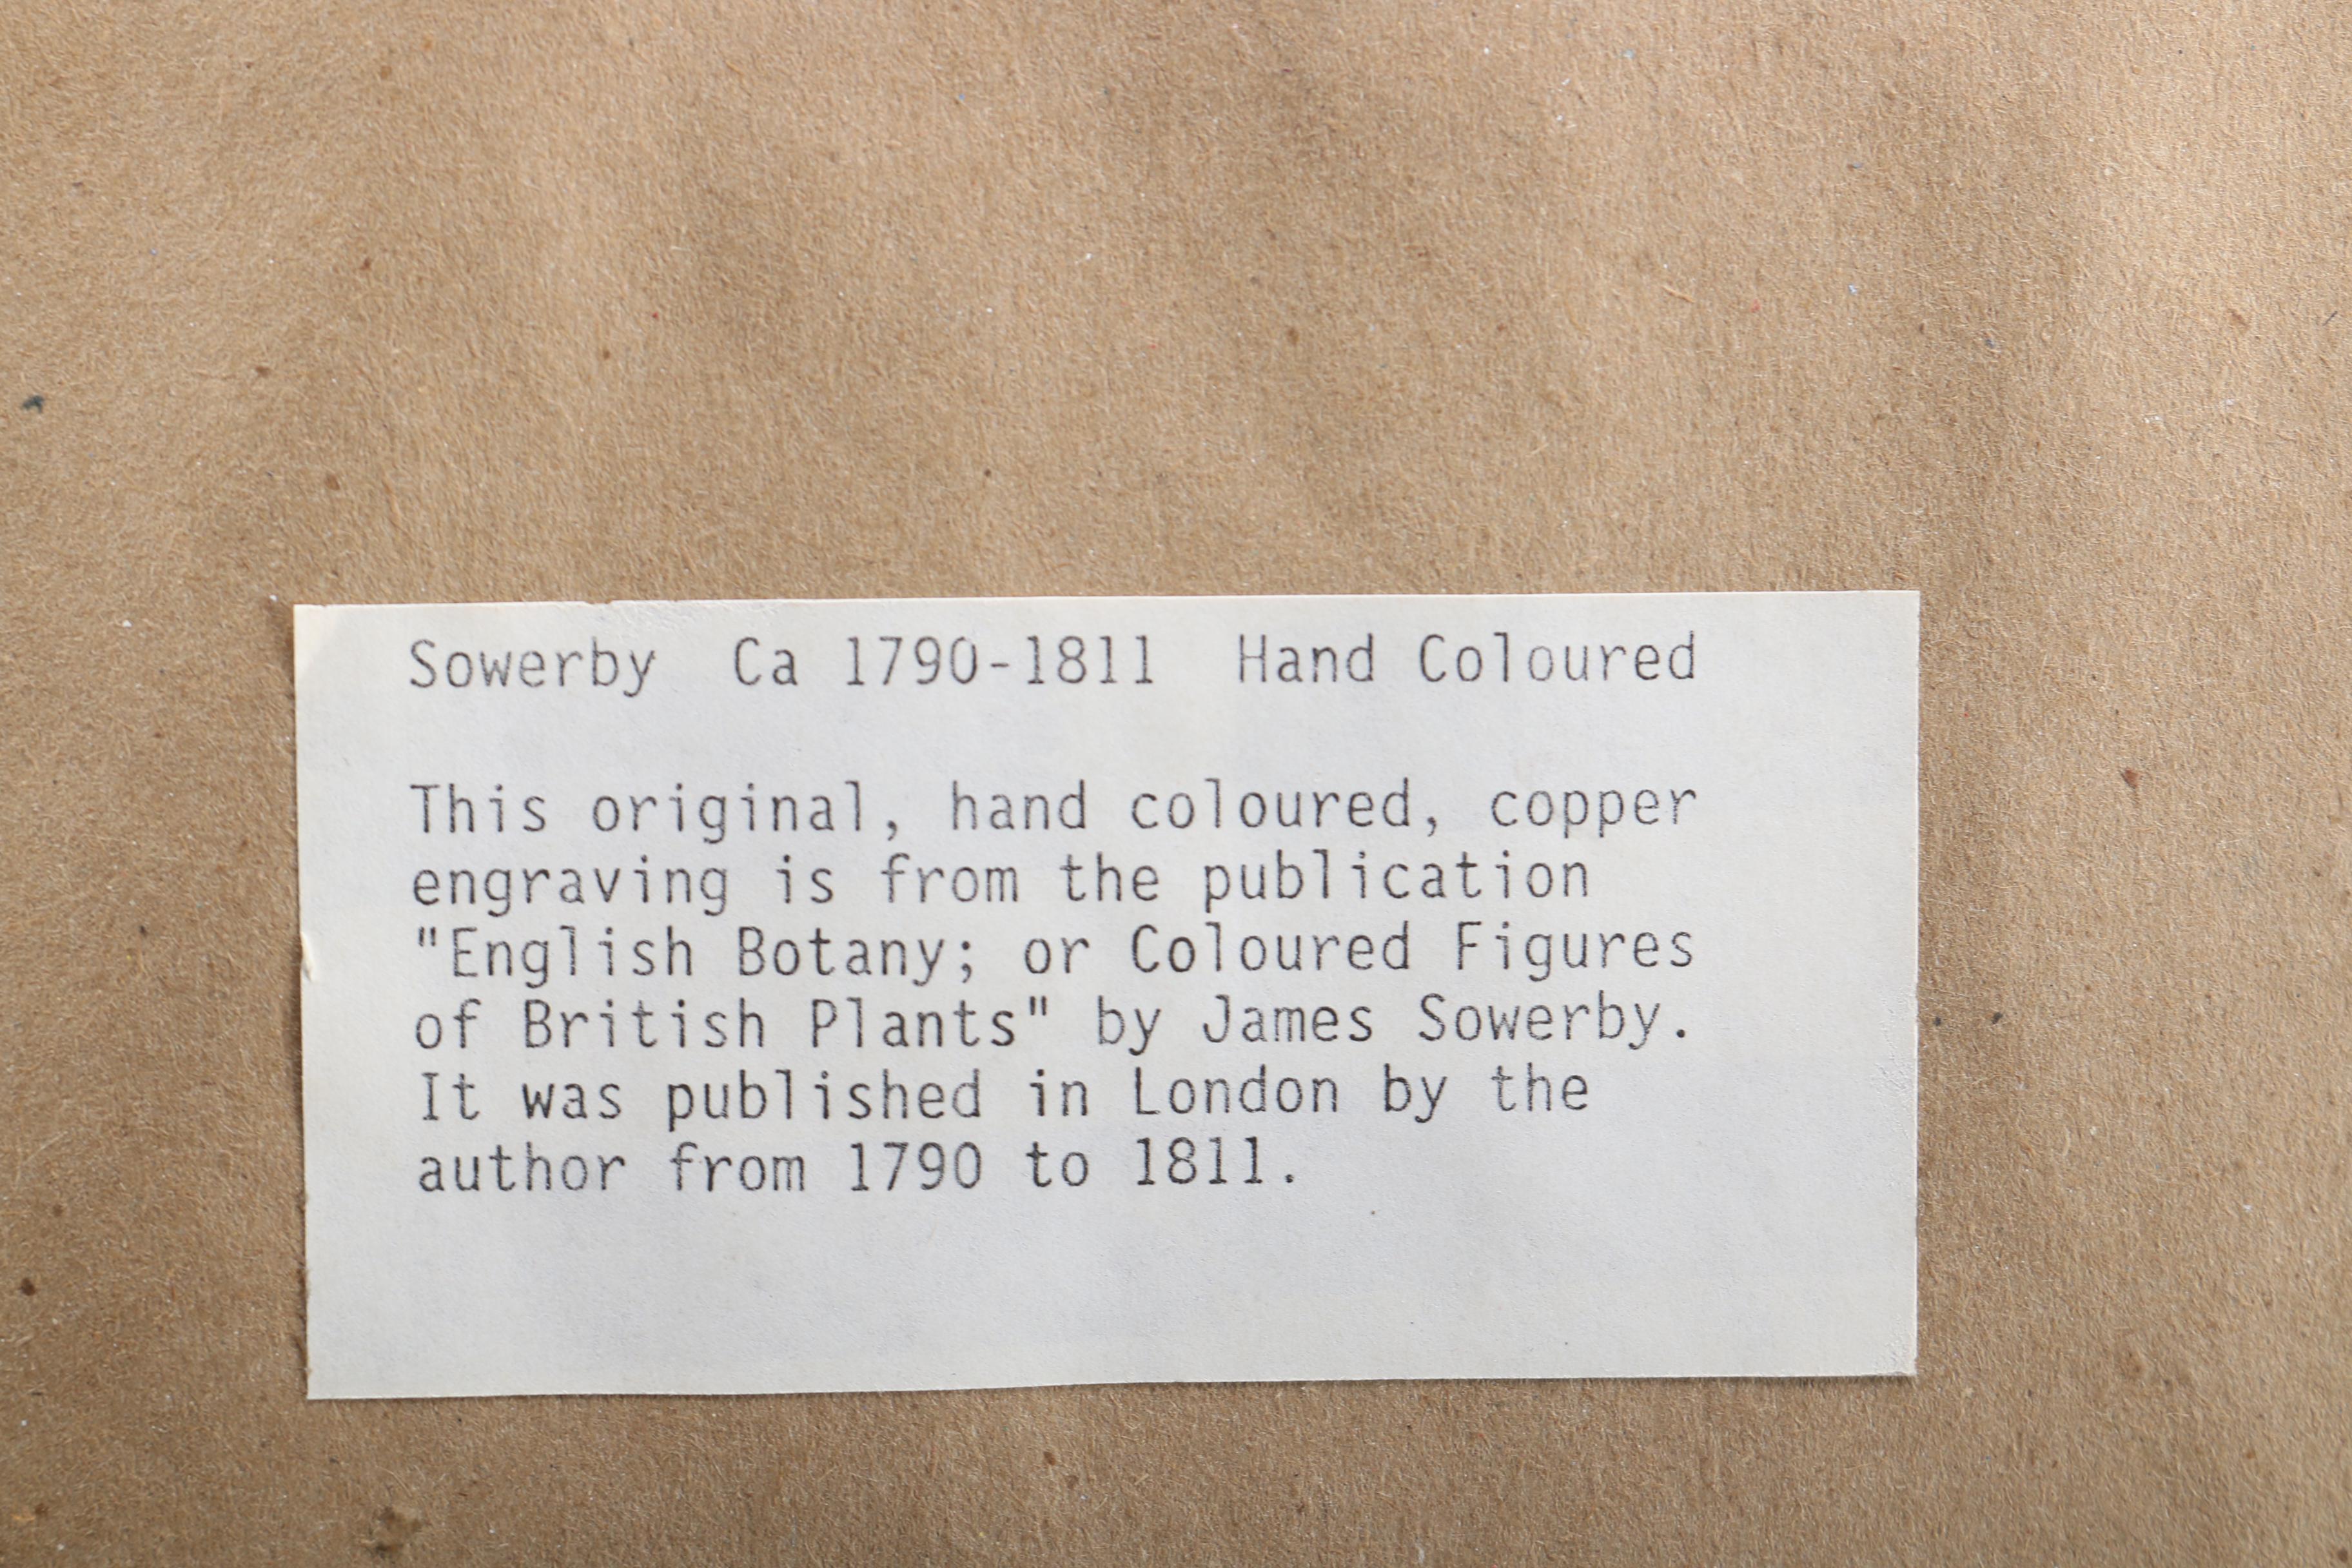 Sowerby  Ca 1790-1811  Hand Coloured
This original, hand coloured, copper
engraving is from the publication
"English Botany; or Coloured Figures
of British Plants" by James Sowerby.
It was published in London by the
author from 1790 to 1811.